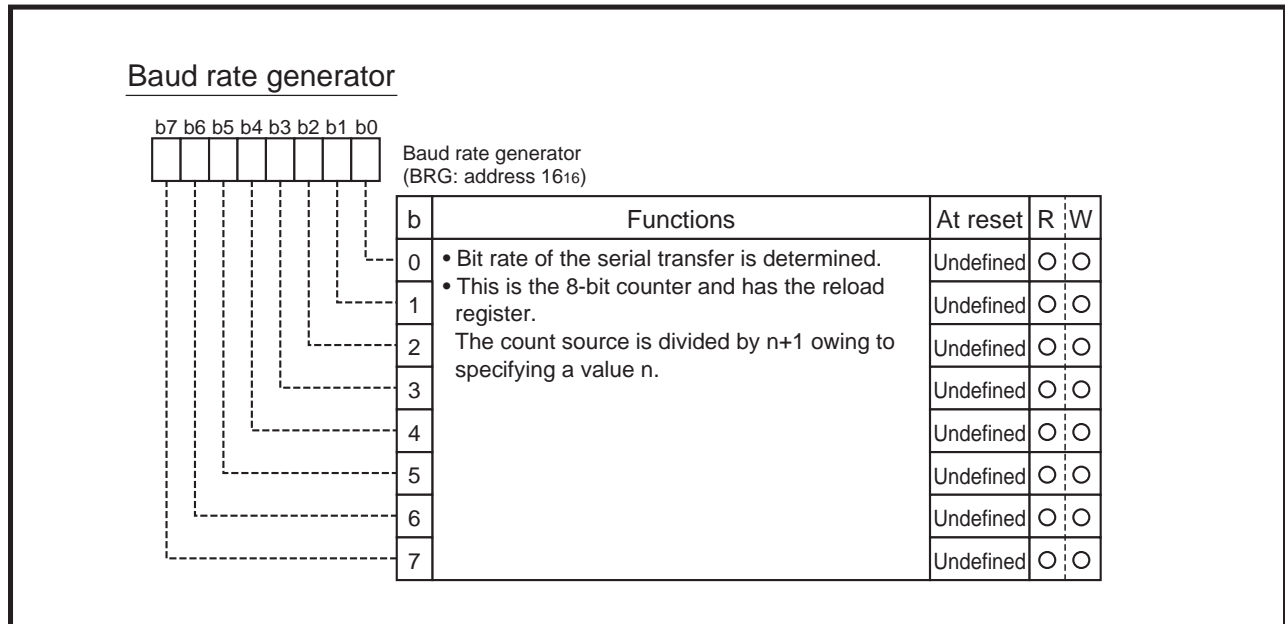 Baud rate generator
b7 b6 b5 b4 b3 b2 b1 b0
Baud rate generator
(BRG: address 1616)
b Functions At reset R W
0 • Bit rate of the serial transfer is determined. Undefined ○ ○
1 • This is the 8-bit counter and has the reload Undefined ○ ○
register.
2 The count source is divided by n+1 owing to Undefined ○ ○
3 specifying a value n. Undefined ○ ○
4 Undefined ○ ○
5 Undefined ○ ○
6 Undefined ○ ○
7 Undefined ○ ○